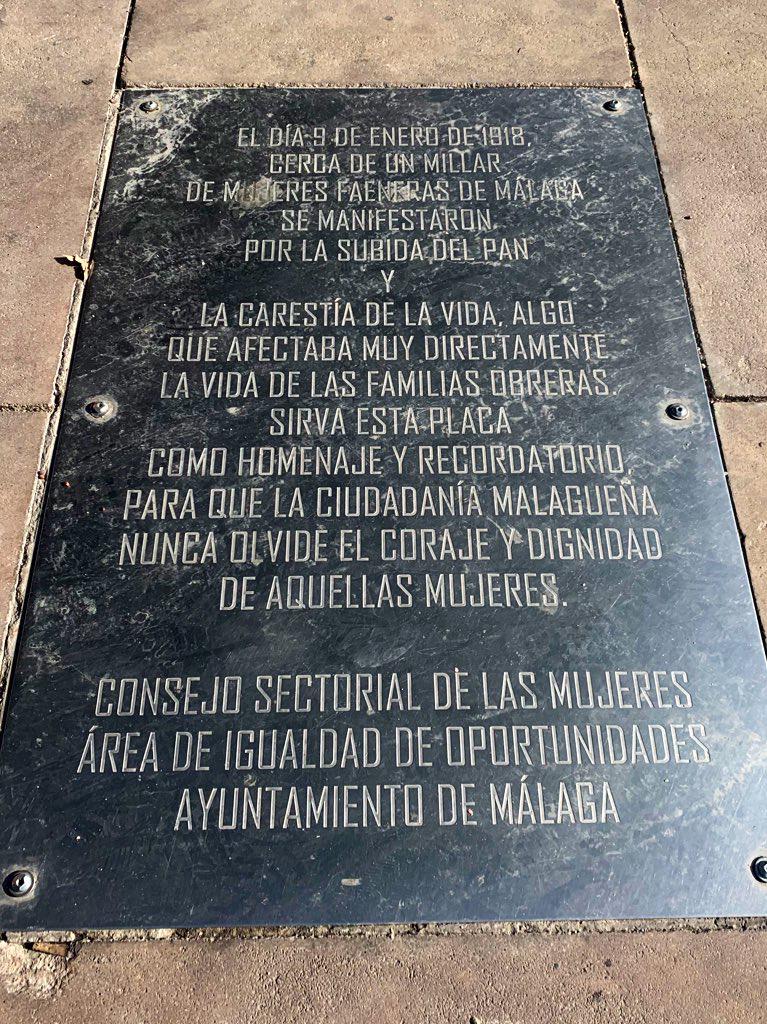 EL DÍA 9 DE ENERO DE 1918,
CERCA DE UN MILLAR
DE MUJERES FAENERAS DE MÁLAGA
SE MANIFESTARON
POR LA SUBIDA DEL PAN
Y
LA CARESTÍA DE LA VIDA, ALGO
QUE AFECTABA MUY DIRECTAMENTE
LA VIDA DE LAS FAMILIAS OBRERAS.
SIRVA ESTA PLACA
COMO HOMENAJE Y RECORDATORIO,
PARA QUE LA CIUDADANÍA MALAGUEÑA
NUNCA OLVIDE EL CORAJE Y DIGNIDAD
DE AQUELLAS MUJERES.
CONSEJO SECTORIAL DE LAS MUJERES
ÁREA DE IGUALDAD DE OPORTUNIDADES
AYUNTAMIENTO DE MÁLAGA